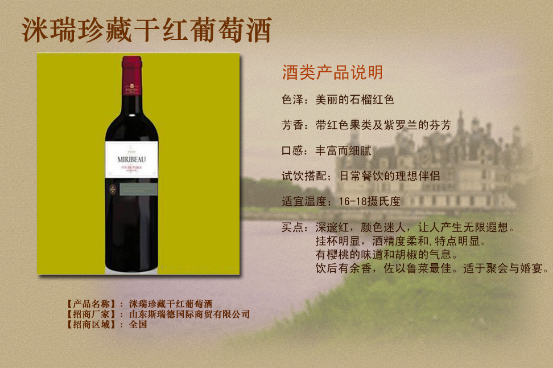 洣瑞珍藏干红葡萄酒
MIRIBEAU
酒类产品说明
色泽：美丽的石榴红色
芳香：带红色果类及紫罗兰的芬芳
口感：丰富而细腻
试饮搭配：日常餐饮的理想伴侣
适宜温度：16-18摄氏度
买点：深邃红，颜色迷人，让人产生无限遐想。
挂杯明显，酒精度柔和,特点明显。
有樱桃的味道和胡椒的气息。
饮后有余香，佐以鲁菜最佳。适于聚会与婚宴。
【产品名称】：洣瑞珍藏干红葡萄酒
【招商厂家】：山东斯瑞德国际商贸有限公司
【招商区域】：全国